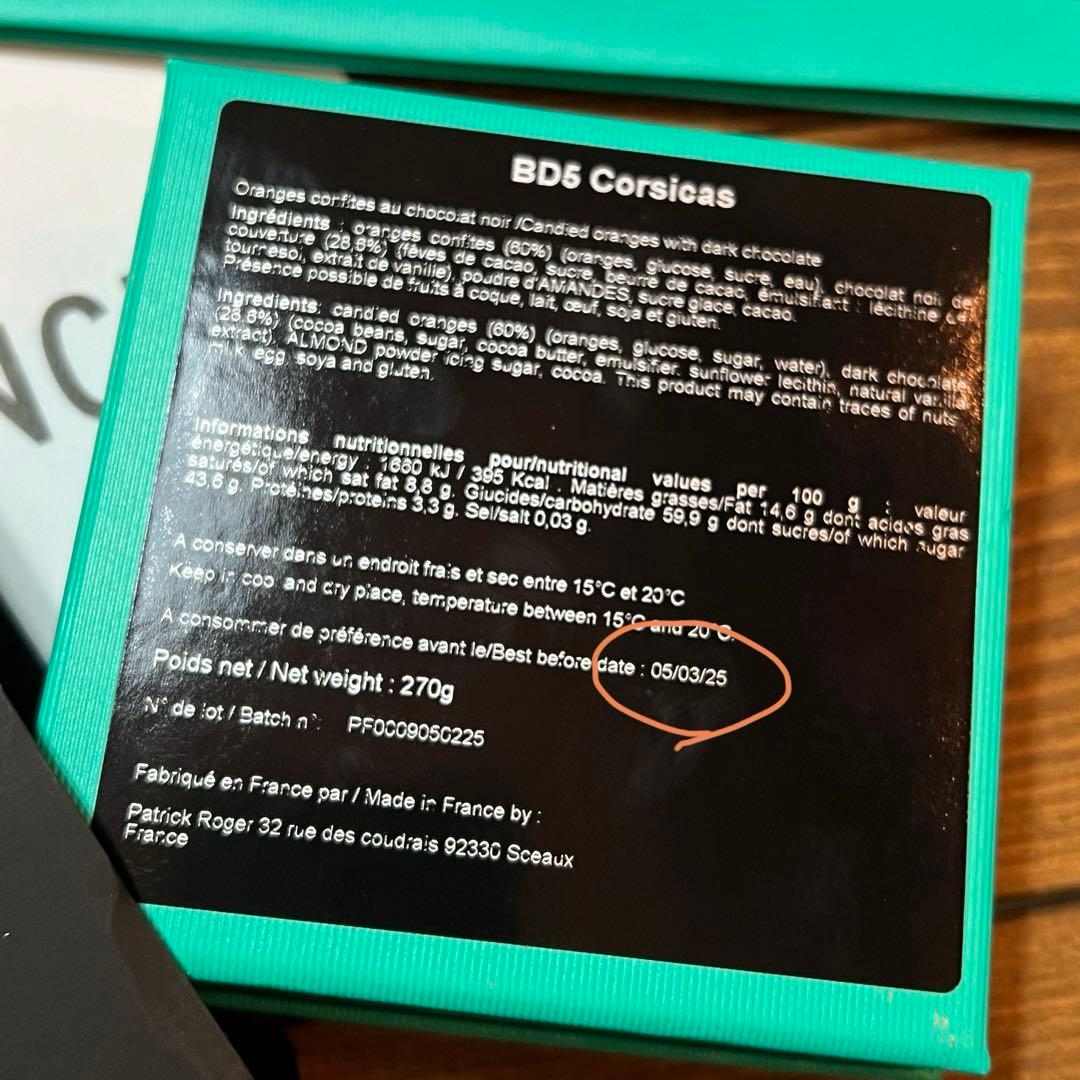 NC
BD5 Corsicas
Oranges confites au chocolat noir /Candied oranges with dark chocolate
Ingrédients : oranges confites (60%) (oranges, glucose, sucre, eau), chocolat noir de
couverture (28,6%) (fèves de cacao, sucre, beurre de cacao, émulsifiant : lécithine de
tournesol, extrait de vanille), poudre d'AMANDES, sucre glace, cacao.
Présence possible de fruits à coque, lait, œuf, soja et gluten.
Ingredients: candied oranges (60%) (oranges, glucose, sugar, water), dark chocolate
(28,6%) (cocoa beans, sugar, cocoa butter, emulsifier: sunflower lecithin, natural vanilla
extract), ALMOND powder icing sugar, cocoa. This product may contain traces of nuts
milk, egg, soya and gluten.
Informations nutritionnelles pour/nutritional values per 100 g : valeur
énergétique/energy : 1660 kJ / 395 Kcal . Matières grasses/Fat 14,6 g dont acides gras
saturés/of which sat fat 8,8 g. Glucides/carbohydrate 59,9 g dont sucres/of which sugar
43,6 g. Protéines/proteins 3,3 g. Sel/salt 0,03 g.
A conserver dans un endroit frais et sec entre 15°C et 20°C
Keep in cool and dry place, temperature between 15°C and 20°C.
A consommer de préférence avant le/Best before date : 05/03/25
Poids net / Net weight : 270g
N° de lot / Batch n° : PF0009050225
Fabriqué en France par / Made in France by :
Patrick Roger 32 rue des coudrais 92330 Sceaux
France